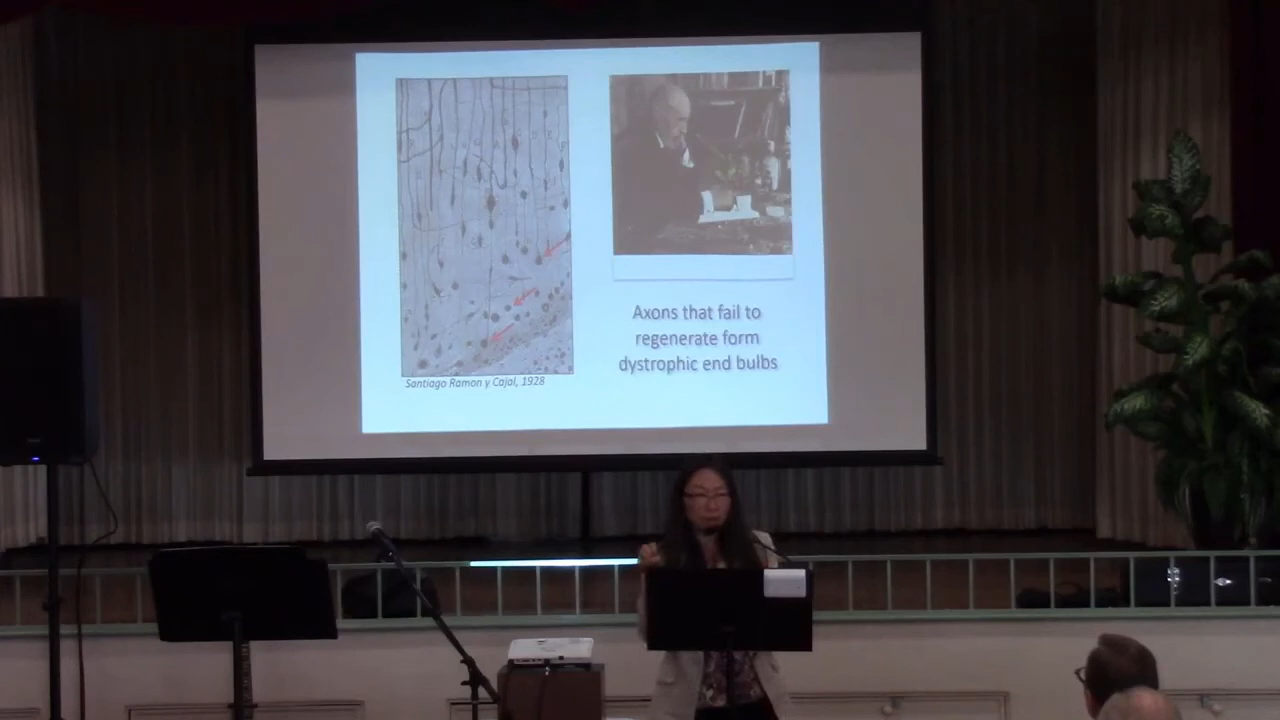 Santiago Ramon y Cajal, 1928
Axons that fail to
regenerate form
dystrophic end bulbs